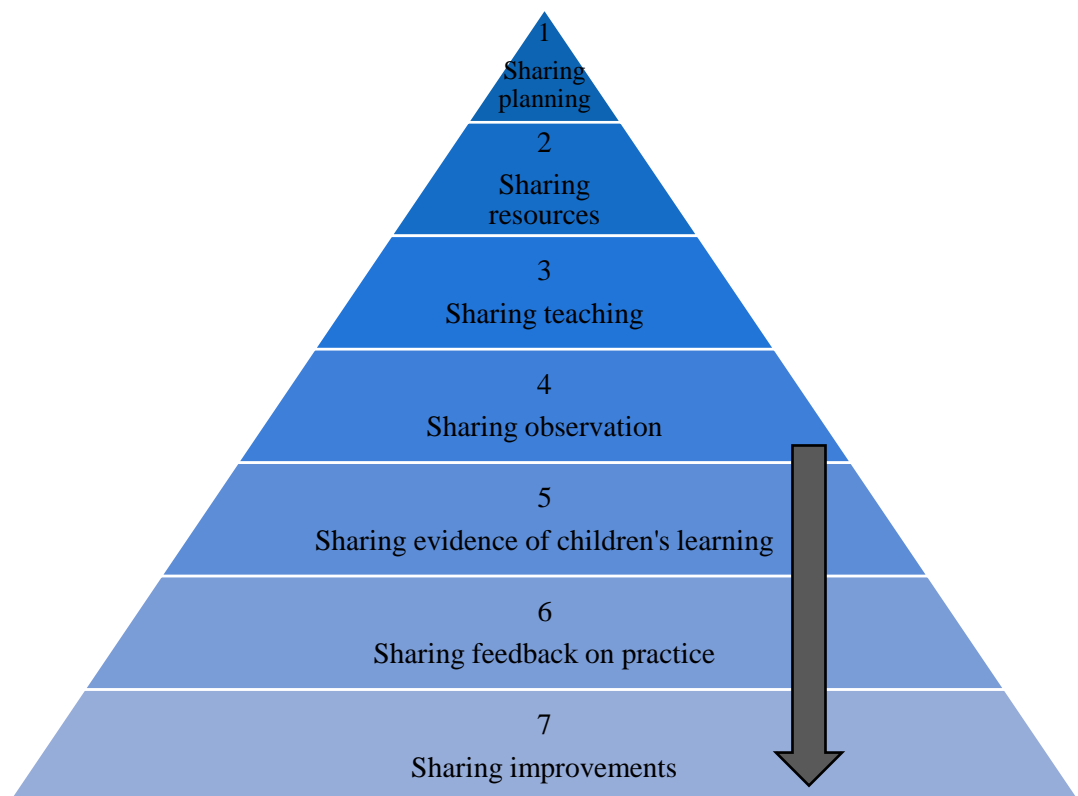 1
Sharing
planning
2
Sharing
resources
3
Sharing teaching
4
Sharing observation
5
Sharing evidence of children's learning
6
Sharing feedback on practice
7
Sharing improvements